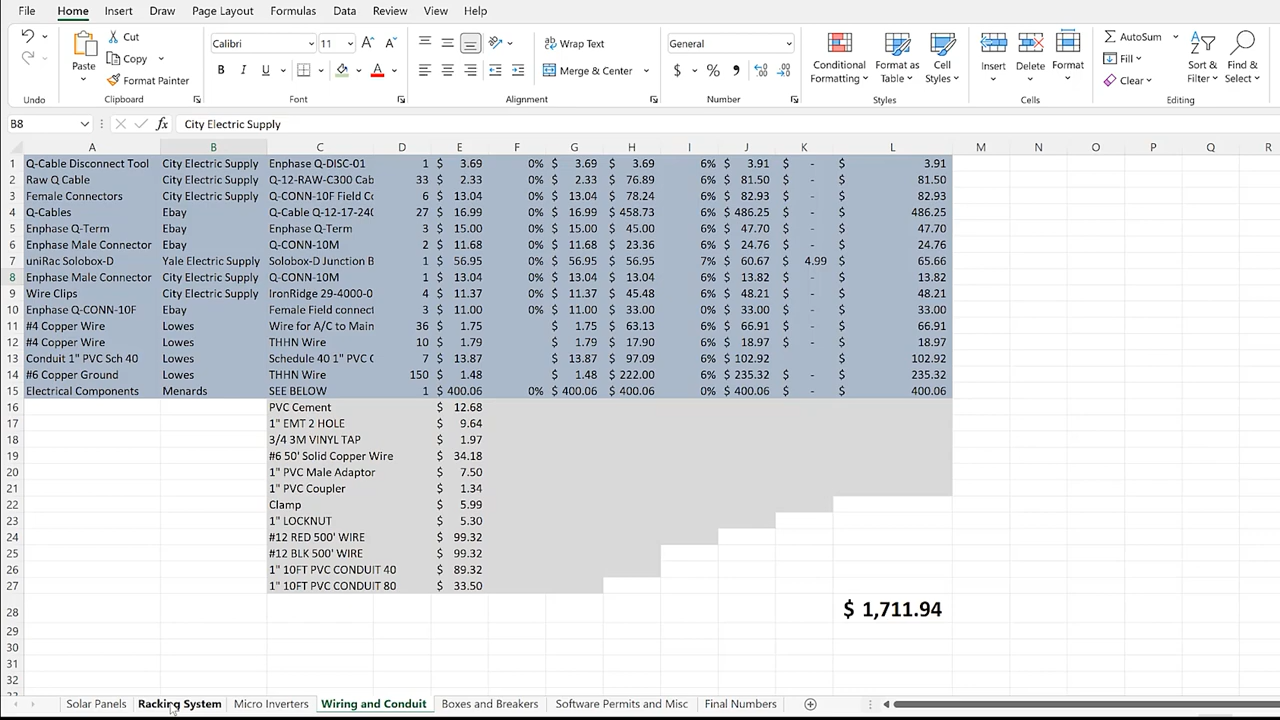 File Home Insert Draw Page Layout Formulas Data Review View Help
Cut
Calibri 11 Wrap Text General AutoSum
Copy Fill
Paste Format Painter B I U Merge & Center $ % Conditional Formatting Format as Table Cell Styles Insert Delete Format Clear Sort & Filter Find & Select
Undo Clipboard Font Alignment Number Styles Cells Editing
B8 fx City Electric Supply
A B C D E F G H I J K L M N O P Q R
1 Q-Cable Disconnect Tool City Electric Supply Enphase Q-DISC-01 1 $ 3.69 0% $ 3.69 $ 3.69 6% $ 3.91 $ - $ 3.91
2 Raw Q Cable City Electric Supply Q-12-RAW-C300 Cab 33 $ 2.33 0% $ 2.33 $ 76.89 6% $ 81.50 $ - $ 81.50
3 Female Connectors City Electric Supply Q-CONN-10F Field Co 6 $ 13.04 0% $ 13.04 $ 78.24 6% $ 82.93 $ - $ 82.93
4 Q-Cables Ebay Q-Cable Q-12-17-240 27 $ 16.99 0% $ 16.99 $ 458.73 6% $ 486.25 $ - $ 486.25
5 Enphase Q-Term Ebay Enphase Q-Term 3 $ 15.00 0% $ 15.00 $ 45.00 6% $ 47.70 $ - $ 47.70
6 Enphase Male Connector Ebay Q-CONN-10M 2 $ 11.68 0% $ 11.68 $ 23.36 6% $ 24.76 $ - $ 24.76
7 uniRac Solobox-D Yale Electric Supply Solobox-D Junction B 1 $ 56.95 0% $ 56.95 $ 56.95 7% $ 60.67 $ 4.99 $ 65.66
8 Enphase Male Connector City Electric Supply Q-CONN-10M 1 $ 13.04 0% $ 13.04 $ 13.04 6% $ 13.82 $ - $ 13.82
9 Wire Clips City Electric Supply IronRidge 29-4000-0 4 $ 11.37 0% $ 11.37 $ 45.48 6% $ 48.21 $ - $ 48.21
10 Enphase Q-CONN-10F Ebay Female Field connect 3 $ 11.00 0% $ 11.00 $ 33.00 0% $ 33.00 $ - $ 33.00
11 #4 Copper Wire Lowes Wire for A/C to Main 36 $ 1.75 $ 1.75 $ 63.13 6% $ 66.91 $ - $ 66.91
12 #4 Copper Wire Lowes THHN Wire 10 $ 1.79 $ 1.79 $ 17.90 6% $ 18.97 $ - $ 18.97
13 Conduit 1" PVC Sch 40 Lowes Schedule 40 1" PVC C 7 $ 13.87 $ 13.87 $ 97.09 6% $ 102.92 $ 102.92
14 #6 Copper Ground Lowes THHN Wire 150 $ 1.48 $ 1.48 $ 222.00 6% $ 235.32 $ - $ 235.32
15 Electrical Components Menards SEE BELOW 1 $ 400.06 0% $ 400.06 $ 400.06 0% $ 400.06 $ - $ 400.06
16 PVC Cement $ 12.68
17 1" EMT 2 HOLE $ 9.64
18 3/4 3M VINYL TAP $ 1.97
19 #6 50' Solid Copper Wire $ 34.18
20 1" PVC Male Adaptor $ 7.50
21 1" PVC Coupler $ 1.34
22 Clamp $ 5.99
23 1" LOCKNUT $ 5.30
24 #12 RED 500' WIRE $ 99.32
25 #12 BLK 500' WIRE $ 99.32
26 1" 10FT PVC CONDUIT 40 $ 89.32
27 1" 10FT PVC CONDUIT 80 $ 33.50
28 $ 1,711.94
29
30
31
32
Solar Panels Racking System Micro Inverters Wiring and Conduit Boxes and Breakers Software Permits and Misc Final Numbers